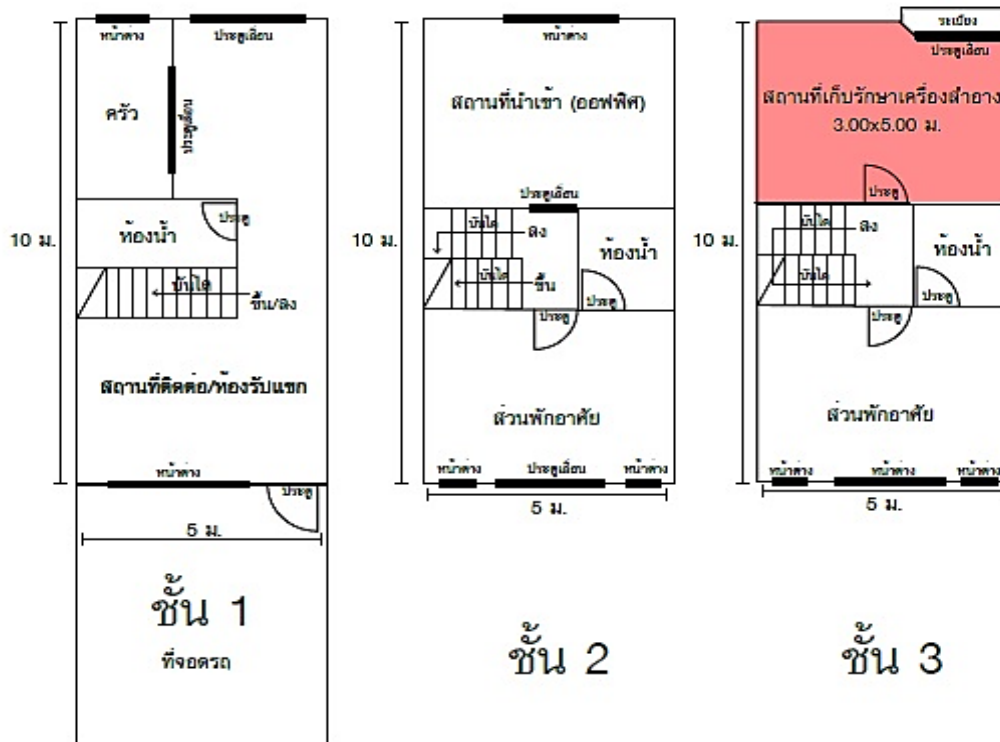 หน้าต่าง
ประตูเลื่อน
ครัว
ประตูเลื่อน
ห้องน้ำ
ประตู
10 ม.
บันได
ขึ้น/ลง
สถานที่ติดต่อ/ห้องรับแขก
หน้าต่าง
ประตู
5 ม.
ชั้น 1
ที่จอดรถ
หน้าต่าง
สถานที่นำเข้า (ออฟฟิศ)
ประตูเลื่อน
10 ม.
บันได
ลง
ห้องน้ำ
บันได
ขึ้น
ประตู
ประตู
ส่วนพักอาศัย
หน้าต่าง
ประตูเลื่อน
หน้าต่าง
5 ม.
ชั้น 2
ระเบียง
ประตูเลื่อน
สถานที่เก็บรักษาเครื่องสำอาง
3.00x5.00 ม.
ประตู
10 ม.
บันได
ลง
ห้องน้ำ
บันได
ประตู
ประตู
ส่วนพักอาศัย
หน้าต่าง
หน้าต่าง
หน้าต่าง
5 ม.
ชั้น 3